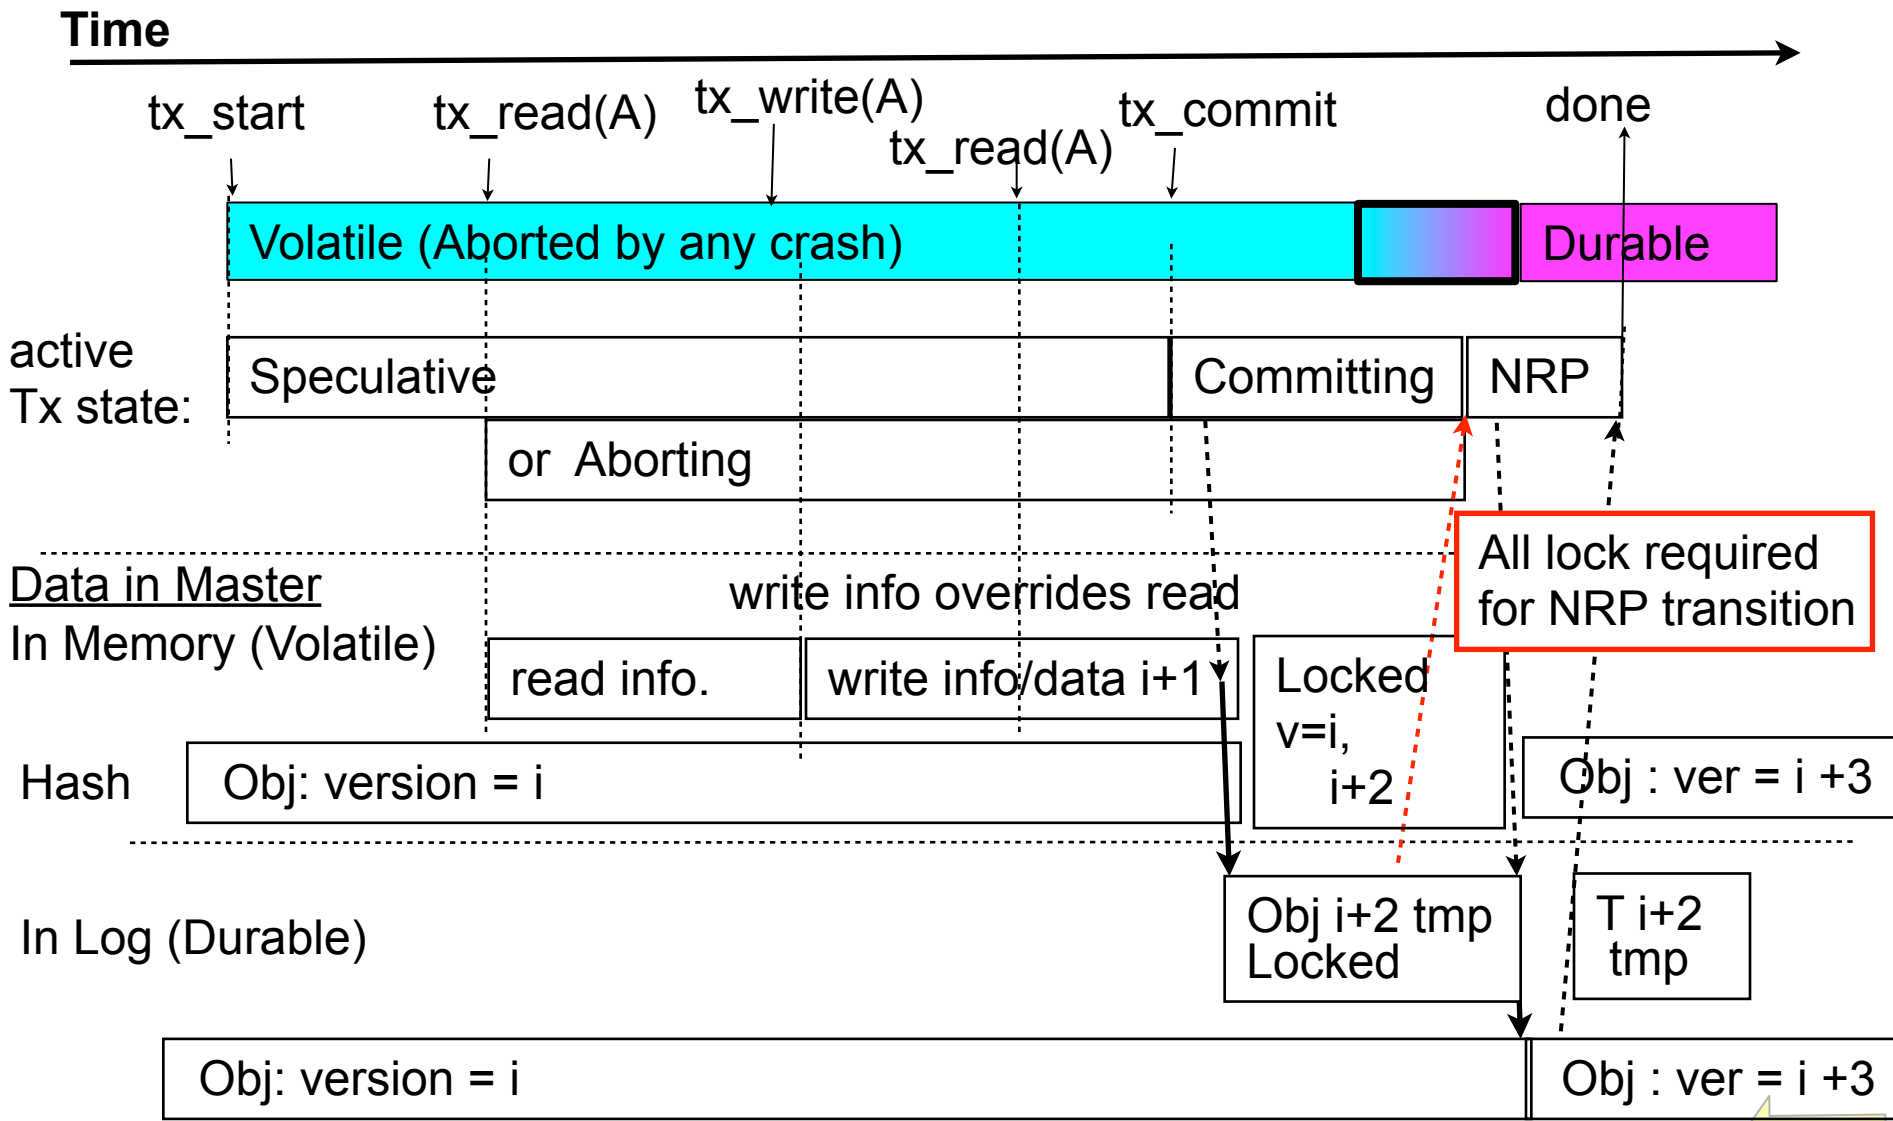 Time
tx_start
tx_read(A)
tx_write(A)
tx_read(A)
tx_commit
done
Volatile (Aborted by any crash)
Durable
active
Tx state:
Speculative
Committing
NRP
or Aborting
All lock required
for NRP transition
Data in Master
write info overrides read
In Memory (Volatile)
read info.
write info/data i+1
Locked
v=i,
i+2
Hash
Obj: version = i
Obj : ver = i +3
In Log (Durable)
Obj i+2 tmp
Locked
T i+2
tmp
Obj: version = i
Obj : ver = i +3